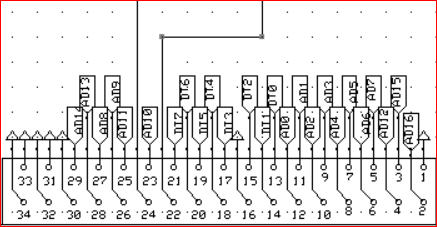 AD13 AD9 DT6 DT4 DT2 DT0 AD1 AD3 AD5 AD7 AD15
AD14 AD8 AD11 AD10 DT7 DT5 DT3 DT1 AD0 AD2 AD4 AD6 AD12 AD16
33 31 29 27 25 23 21 19 17 15 13 11 9 7 5 3 1
34 32 30 28 26 24 22 20 18 16 14 12 10 8 6 4 2